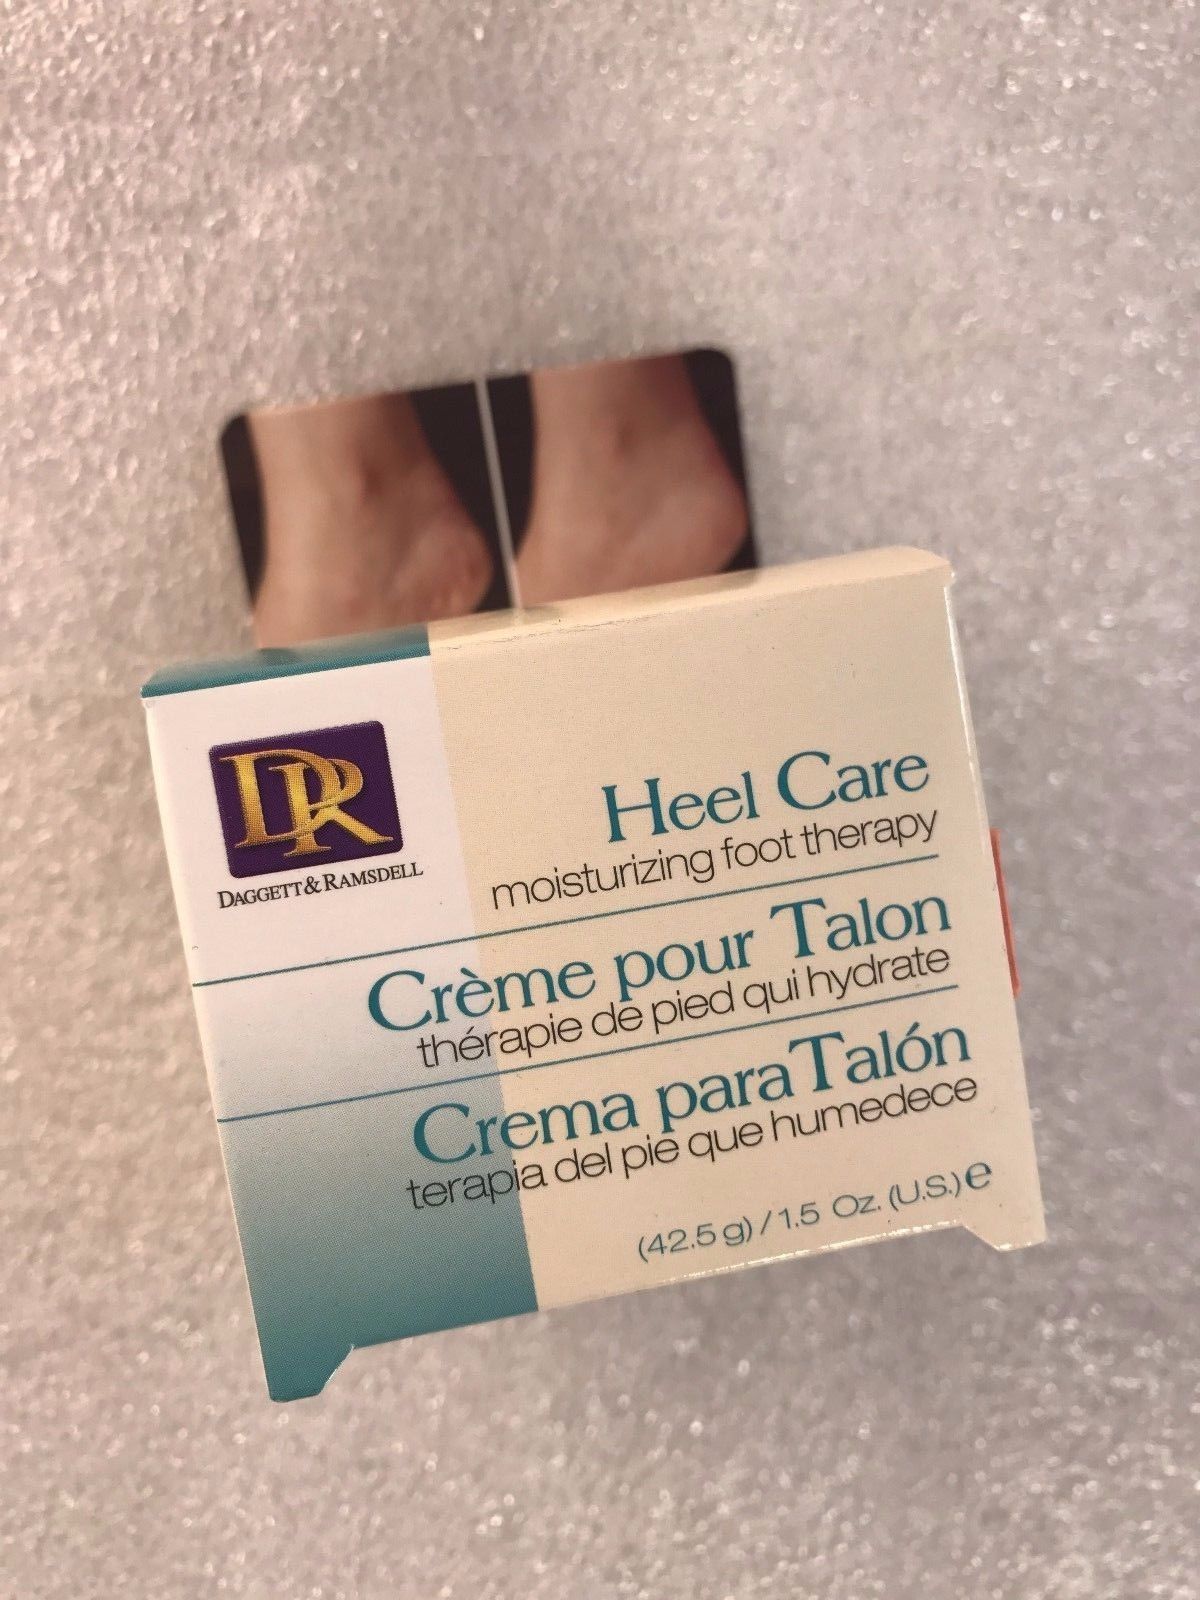 DR
DAGGETT & RAMSDELL
Heel Care
moisturizing foot therapy
Crème pour Talon
thérapie de pied qui hydrate
Crema para Talón
terapia del pie que humedece
(42.5 g) / 1.5 Oz. (U.S.) e